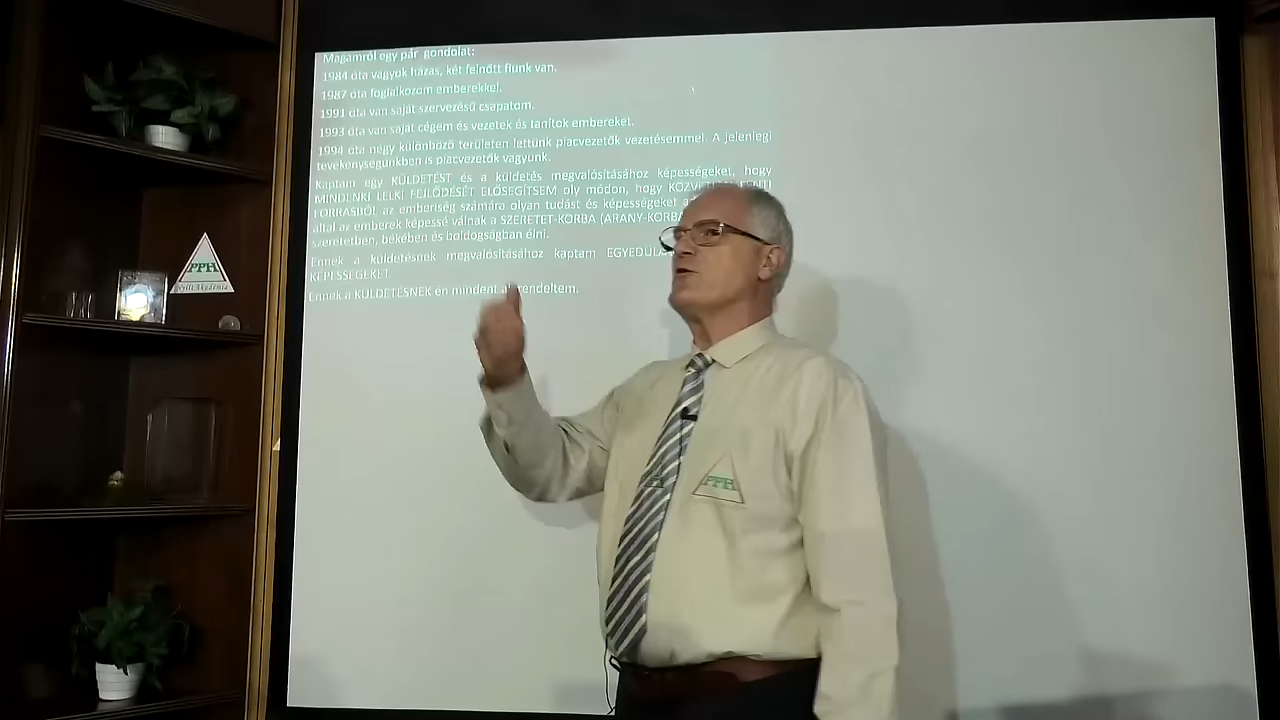 Magamról egy pár gondolat:
1984 óta vagyok házas, két felnőtt fiunk van.
1987 óta foglalkozom emberekkel.
1991 óta van saját szervezésű csapatom.
1993 óta van saját cégem és vezetek és tanítok embereket.
1994 óta négy különböző területen lettünk piacvezetők vezetésemmel. A jelenlegi
tevékenységünkben is piacvezetők vagyunk.
Kaptam egy KÜLDETÉST és a küldetés megvalósításához képességeket, hogy
MINDENKI LELKI FEJLŐDÉSÉT ELŐSEGÍTSEM oly módon, hogy
FORRÁSBÓL az emberiség számára olyan tudást és képességeket
által az emberek képessé válnak a SZERETET-KORBA (ARANY-KORBA
szeretetben, békében és boldogságban élni.
Ennek a küldetésnek megvalósításához kaptam
KÉPESSÉGEKET.
Ennek a KÜLDETÉSNEK én mindent alárendeltem.
PPH
Nyílt Akadémia
PPH